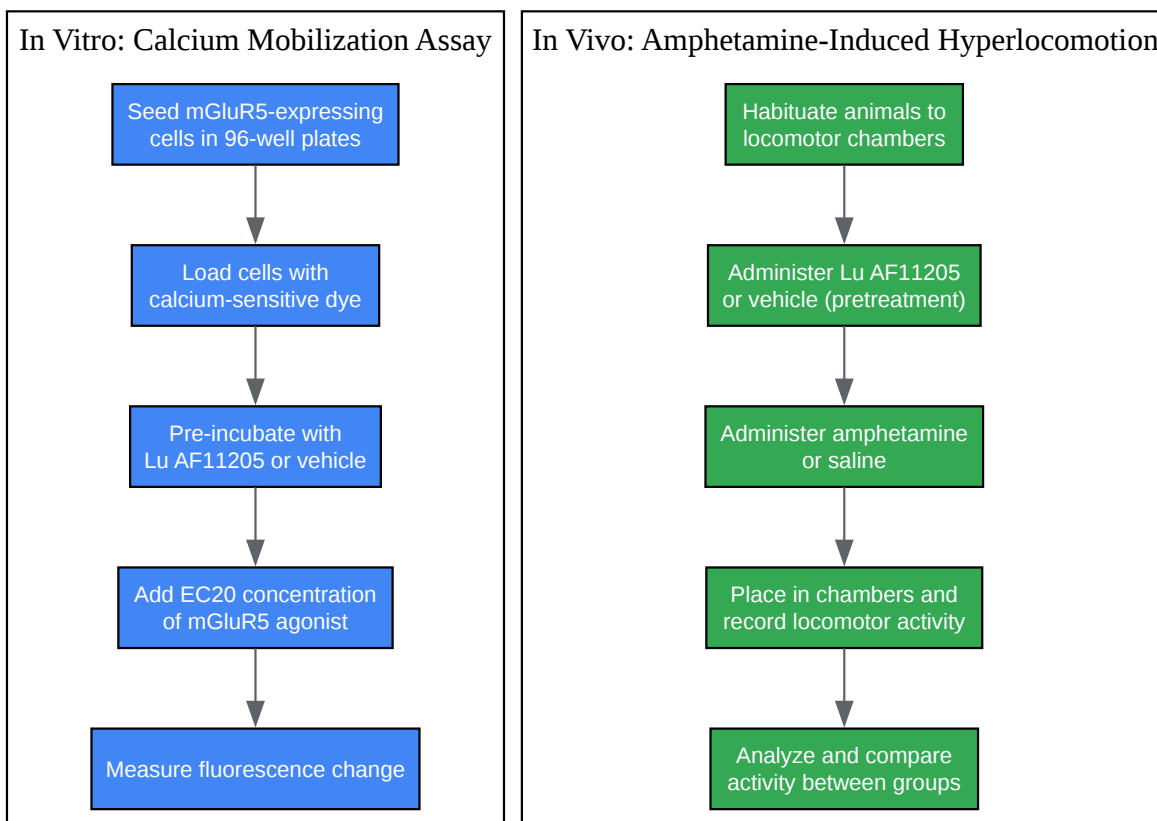 In Vitro: Calcium Mobilization Assay
Seed mGluR5-expressing
cells in 96-well plates
Load cells with
calcium-sensitive dye
Pre-incubate with
Lu AF11205 or vehicle
Add EC20 concentration
of mGluR5 agonist
Measure fluorescence change
In Vivo: Amphetamine-Induced Hyperlocomotion
Habituate animals to
locomotor chambers
Administer Lu AF11205
or vehicle (pretreatment)
Administer amphetamine
or saline
Place in chambers and
record locomotor activity
Analyze and compare
activity between groups